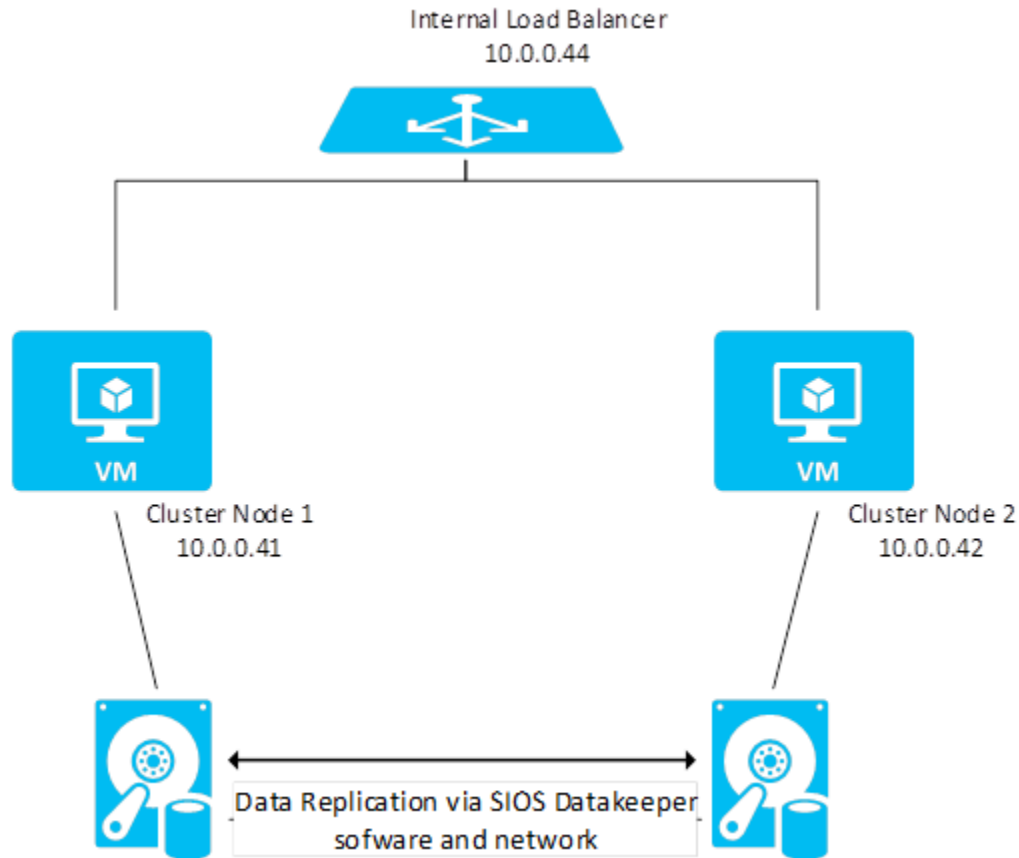 Internal Load Balancer
10.0.0.44
VM
VM
Cluster Node 1
10.0.0.41
Cluster Node 2
10.0.0.42
Data Replication via SIOS Datakeeper
sofware and network